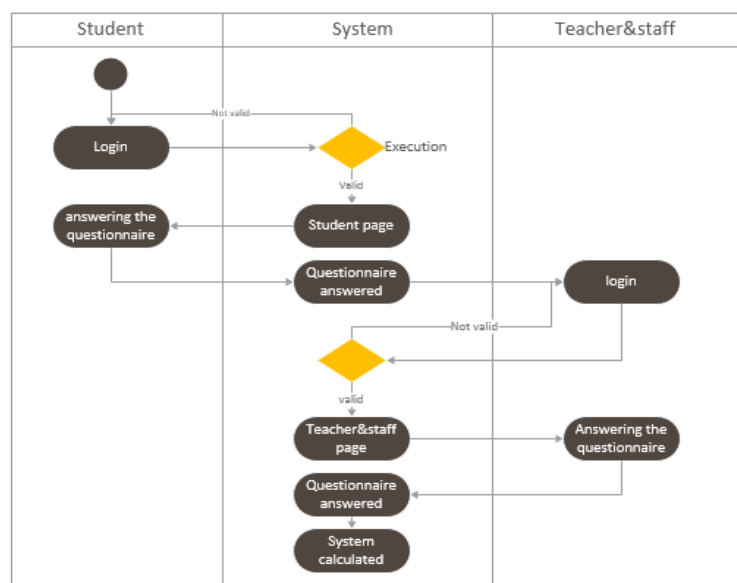 Student
System
Teacher&staff
Not valid
Login
Execution
Valid
answering the
questionnaire
Student page
Questionnaire
answered
login
Not valid
valid
Teacher&staff
page
Answering the
questionnaire
Questionnaire
answered
System
calculated